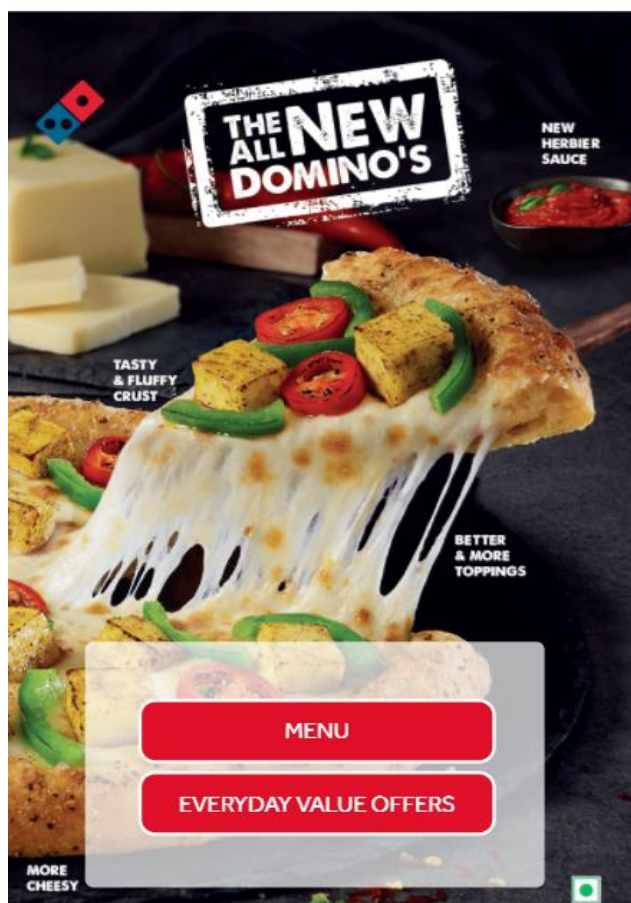 THE ALL NEW
DOMINO'S
NEW
HERBIER
SAUCE
TASTY
& FLUFFY
CRUST
BETTER
& MORE
TOPPINGS
MENU
EVERYDAY VALUE OFFERS
MORE
CHEESY